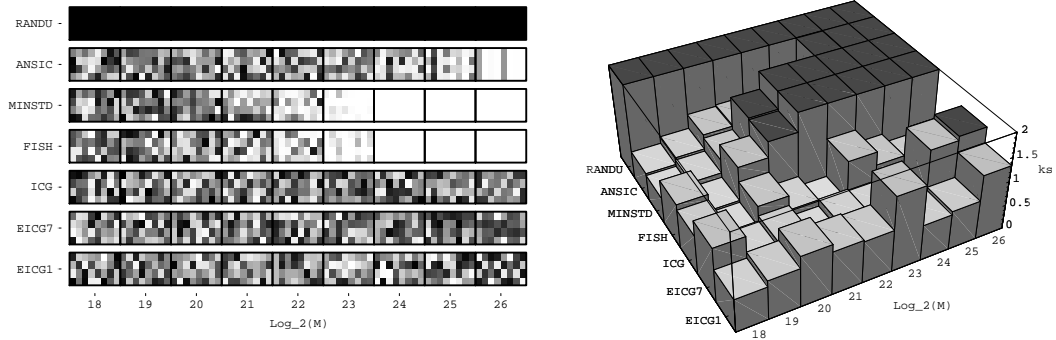 RANDU
ANSIC
MINSTD
FISH
ICG
EICG7
EICG1
18 19 20 21 22 23 24 25 26
Log_2(M)
2
1.5
1
0.5
0
ks
RANDU
ANSIC
MINSTD
FISH
ICG
EICG7
EICG1
18 19 20 21 22 23 24 25 26
Log_2(M)